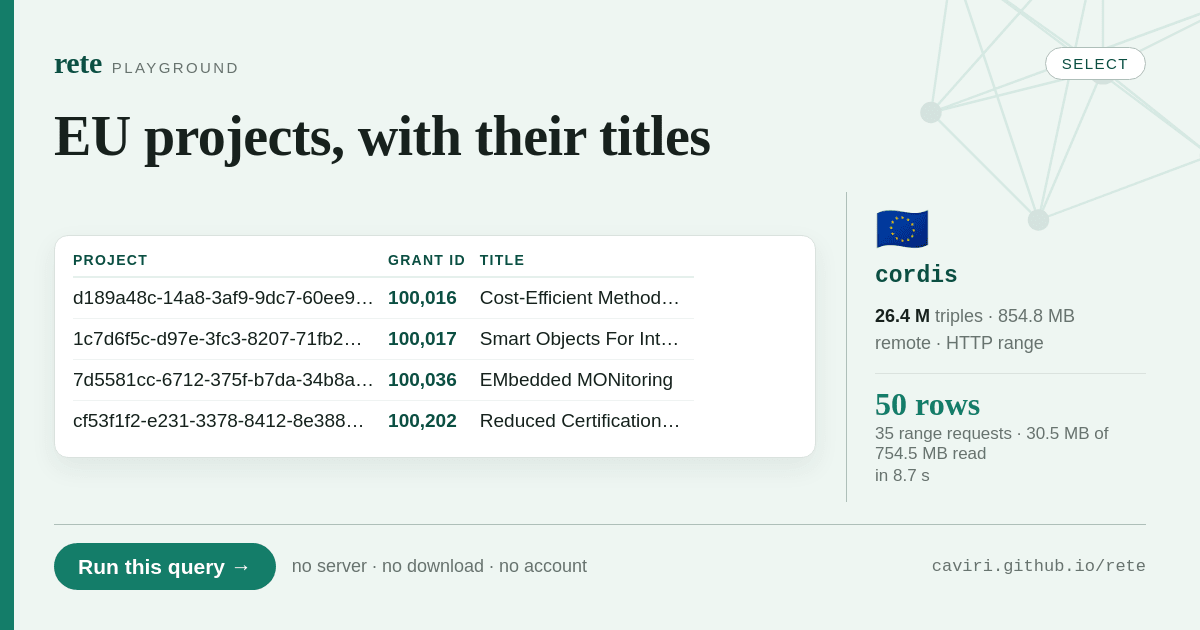 rete PLAYGROUND
SELECT
EU projects, with their titles
PROJECT GRANT ID TITLE
d189a48c-14a8-3af9-9dc7-60ee9… 100,016 Cost-Efficient Method…
1c7d6f5c-d97e-3fc3-8207-71fb2… 100,017 Smart Objects For Int…
7d5581cc-6712-375f-b7da-34b8a… 100,036 EMbedded MONitoring
cf53f1f2-e231-3378-8412-8e388… 100,202 Reduced Certification…
cordis
26.4 M triples · 854.8 MB
remote · HTTP range
50 rows
35 range requests · 30.5 MB of
754.5 MB read
in 8.7 s
Run this query →
no server · no download · no account
caviri.github.io/rete